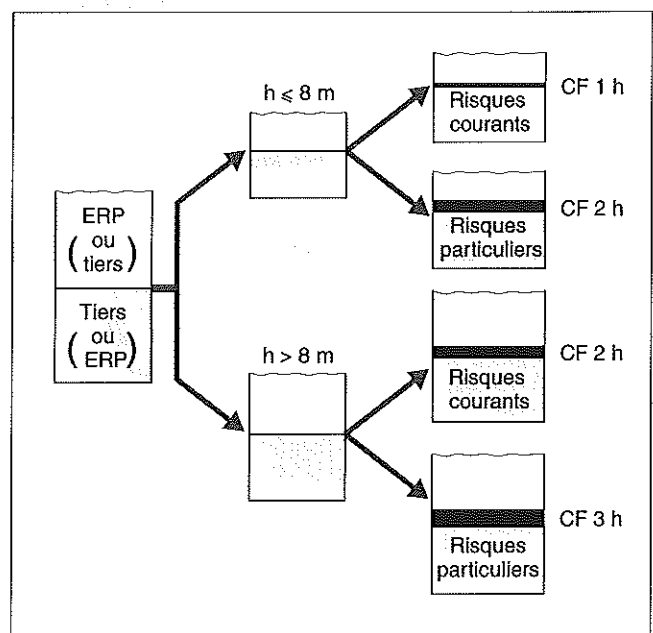 ERP
( ou )
tiers
Tiers
( ou )
ERP
h ⩽ 8 m
h > 8 m
Risques
courants
CF 1 h
Risques
particuliers
CF 2 h
Risques
courants
CF 2 h
Risques
particuliers
CF 3 h